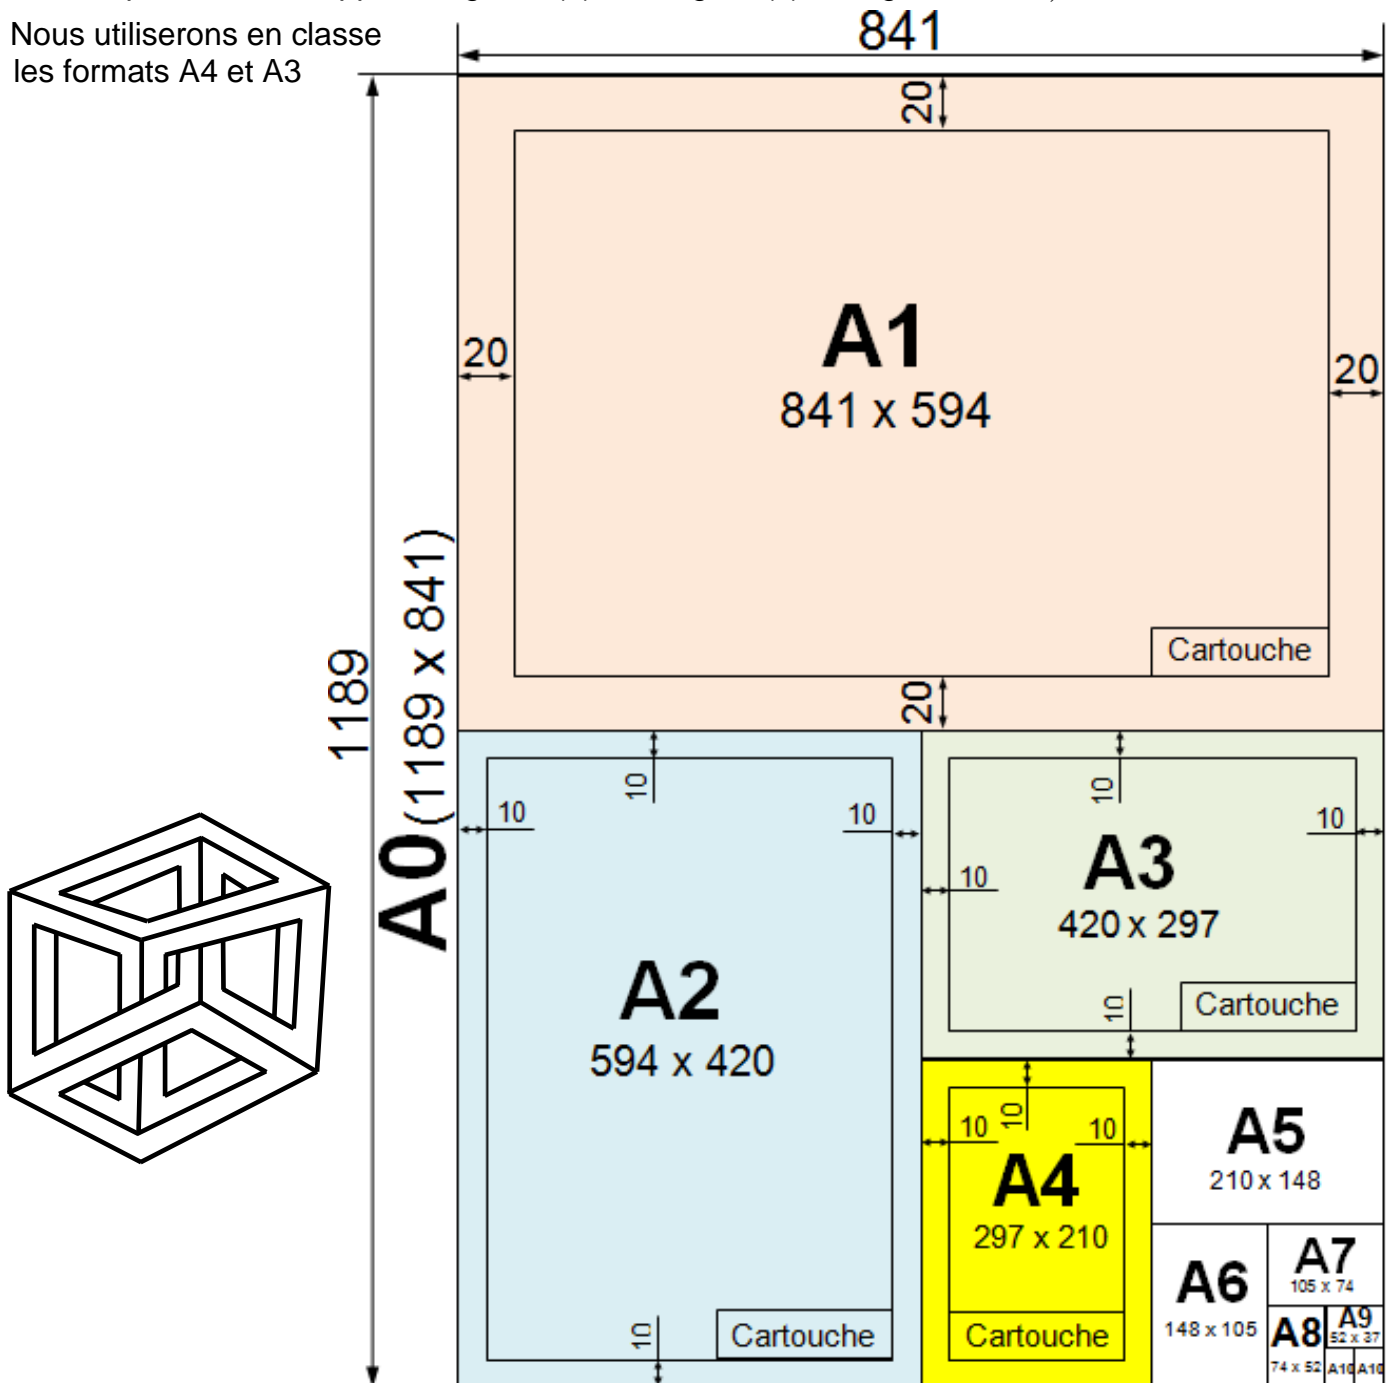 Nous utiliserons en classe
les formats A4 et A3
841
20
A1
841 x 594
20
20
Cartouche
20
1189
A0 (1189 x 841)
10
10
10
A2
594 x 420
10
Cartouche
10
10
10
A3
420 x 297
10
Cartouche
10
10
10
A4
297 x 210
Cartouche
A5
210 x 148
A6
148 x 105
A7
105 x 74
A8
74 x 52
A9
52 x 37
A10
A10